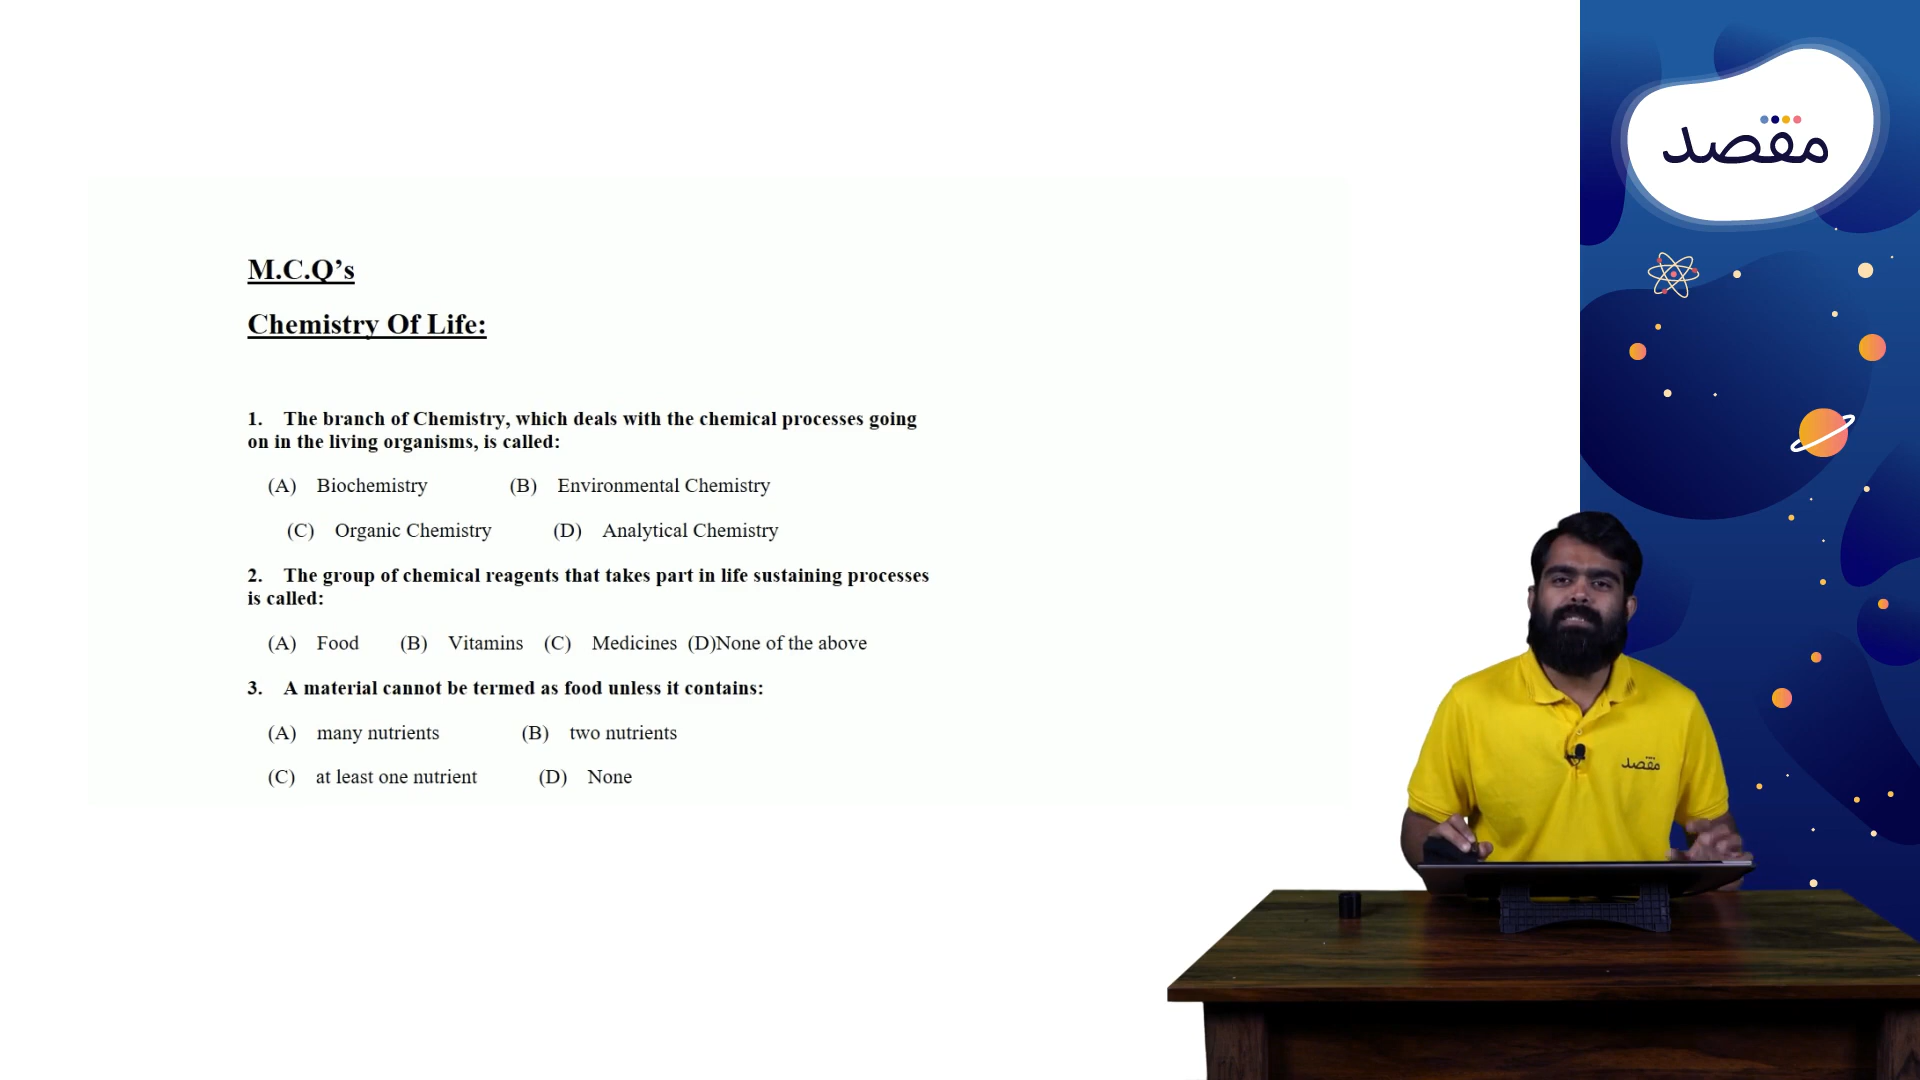 مقصد
M.C.Q’s
Chemistry Of Life:
1. The branch of Chemistry, which deals with the chemical processes going
on in the living organisms, is called:
(A) Biochemistry (B) Environmental Chemistry
(C) Organic Chemistry (D) Analytical Chemistry
2. The group of chemical reagents that takes part in life sustaining processes
is called:
(A) Food (B) Vitamins (C) Medicines (D)None of the above
3. A material cannot be termed as food unless it contains:
(A) many nutrients (B) two nutrients
(C) at least one nutrient (D) None
مقصد